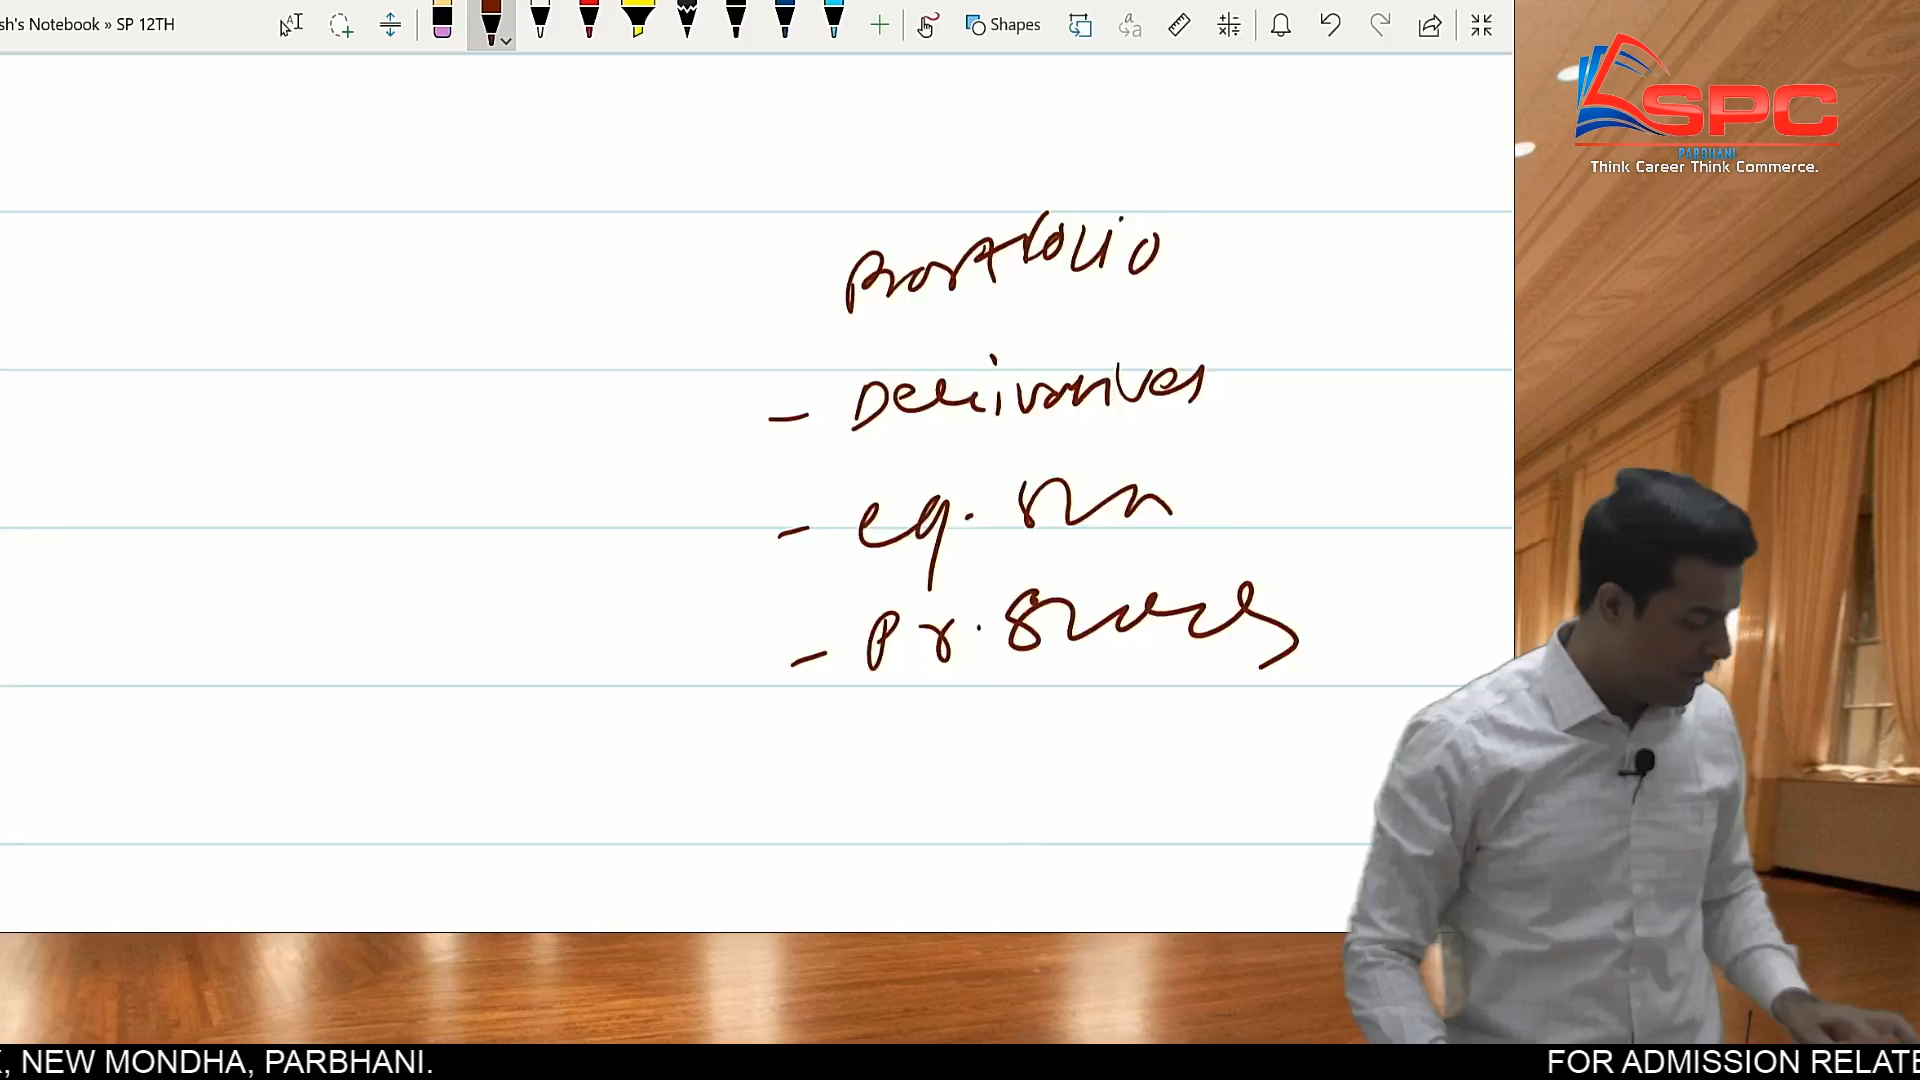 sh's Notebook » SP 12TH
Shapes
SPC
PARBHANI
Think Career Think Commerce.
Portfolio
- Derivatives
- eq.
- Pr. Shares
, NEW MONDHA, PARBHANI.
FOR ADMISSION RELATE